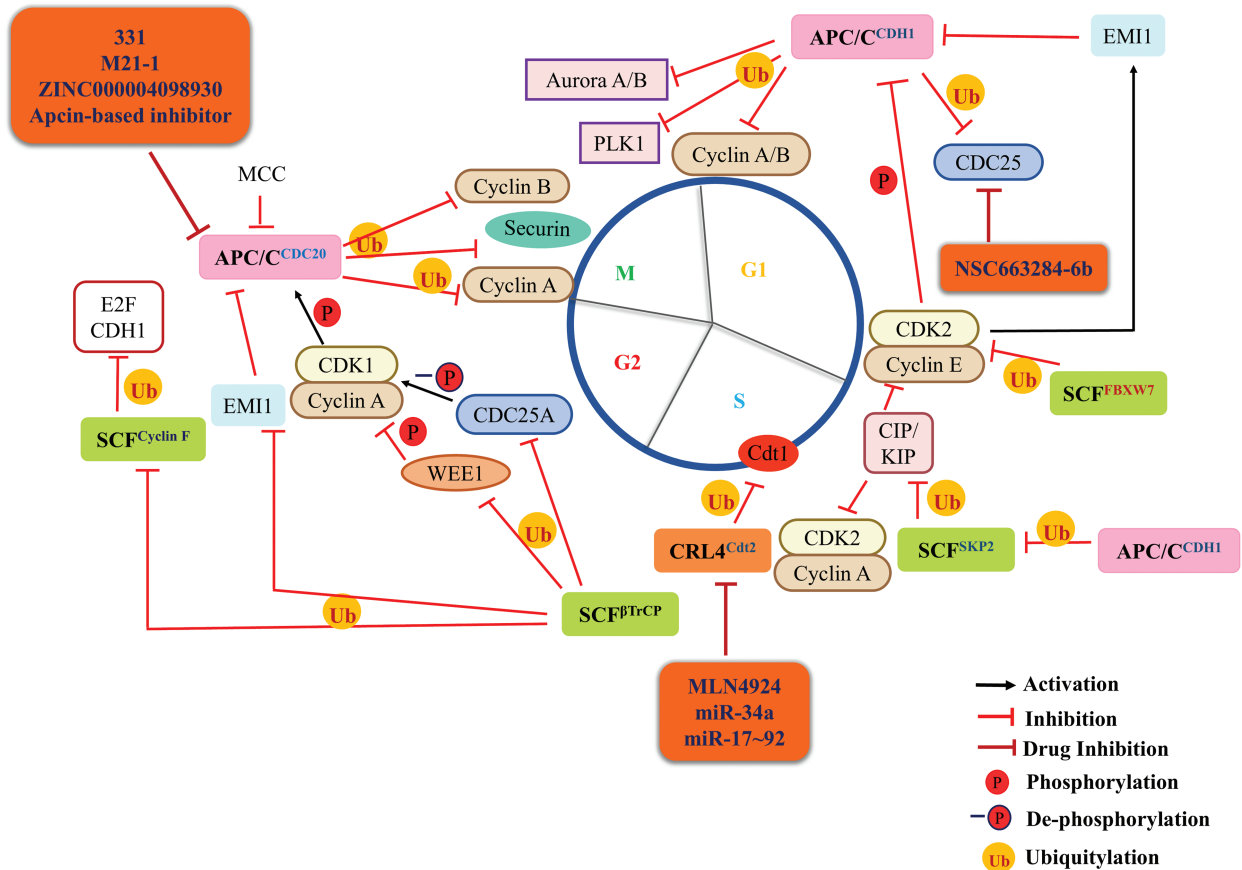 331
M21-1
ZINC000004098930
Apcin-based inhibitor
MCC
APC/CCDC20
Ub
Ub
Cyclin B
Securin
Cyclin A
Aurora A/B
PLK1
Cyclin A/B
Ub
APC/CCDH1
EMI1
Ub
CDC25
NSC663284-6b
P
M
G1
G2
S
E2F
CDH1
Ub
SCFCyclin F
EMI1
P
CDK1
Cyclin A
P
CDC25A
P
WEE1
Ub
Ub
SCFβTrCP
CDK2
Cyclin E
Ub
SCFFBXW7
CIP/
KIP
Cdt1
Ub
CRL4Cdt2
CDK2
Cyclin A
Ub
SCFSKP2
Ub
APC/CCDH1
MLN4924
miR-34a
miR-17~92
Activation
Inhibition
Drug Inhibition
P Phosphorylation
P De-phosphorylation
Ub Ubiquitylation